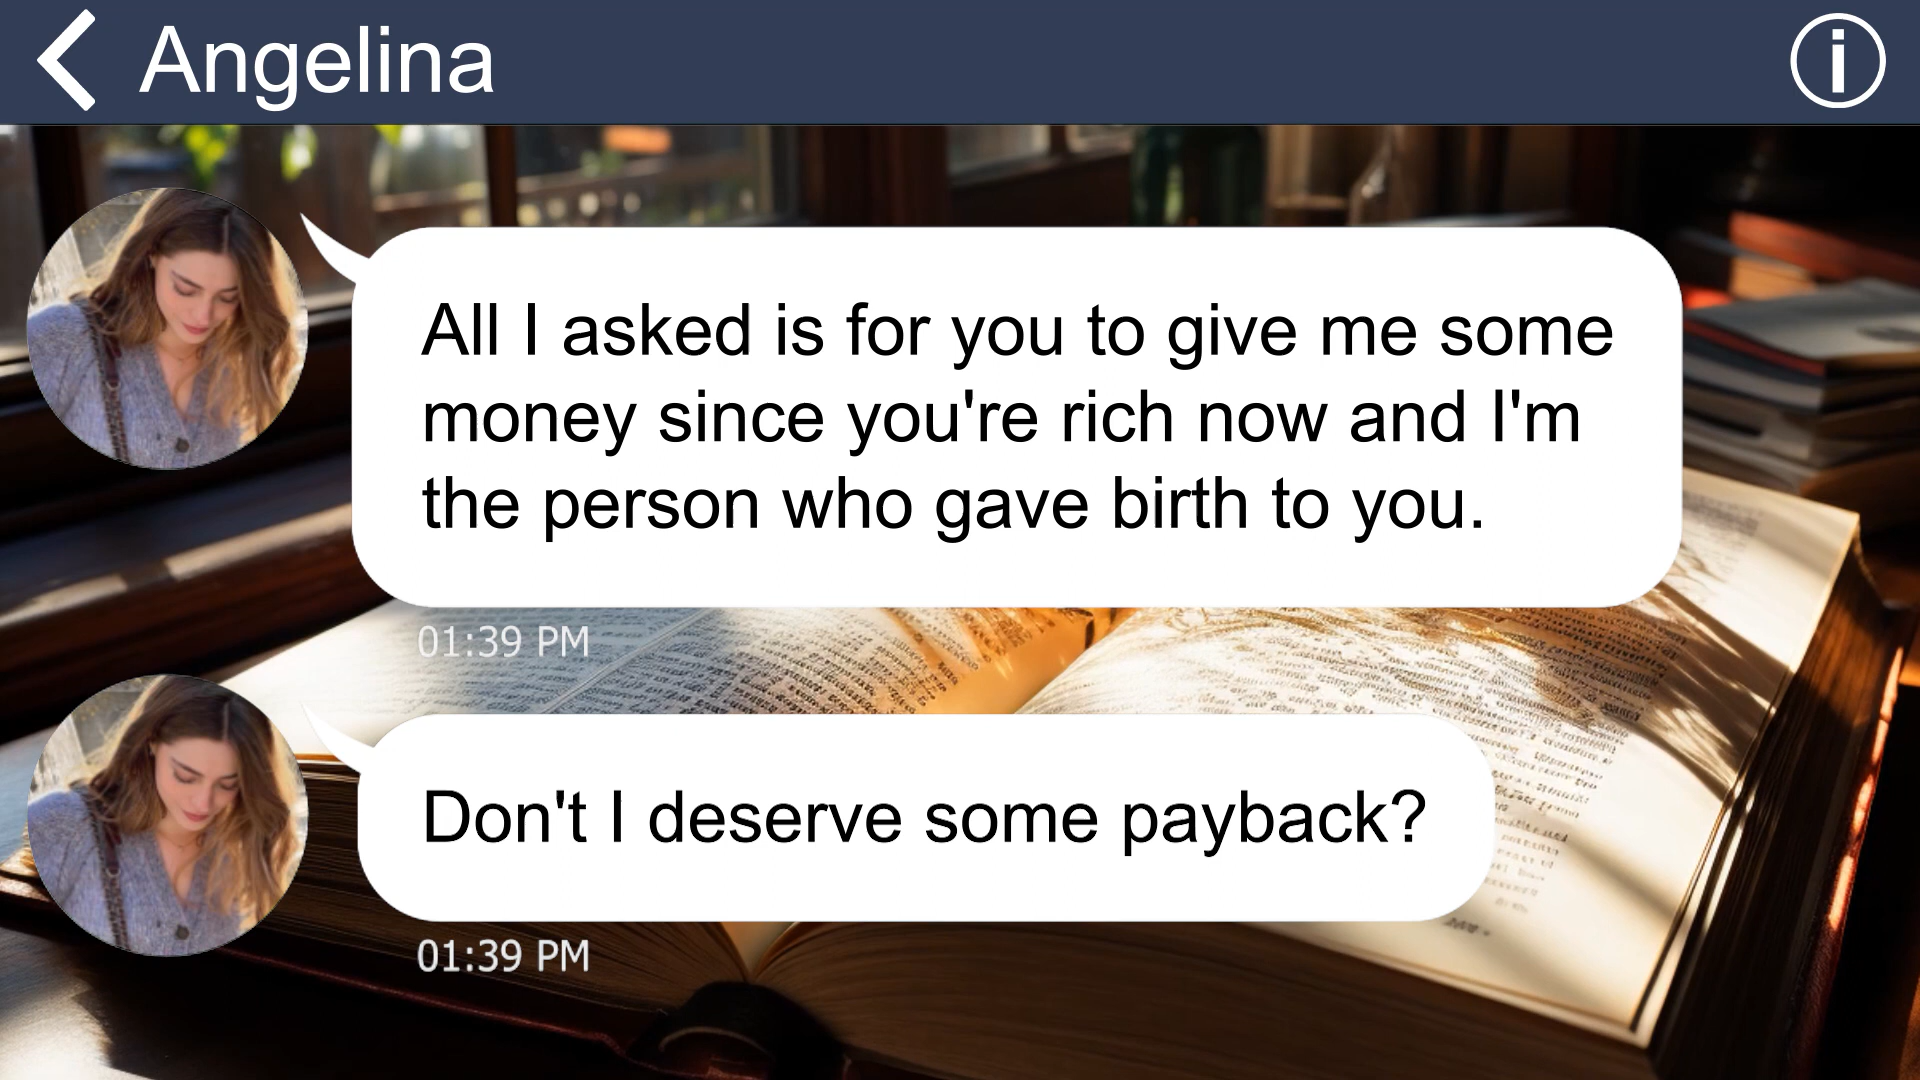 Angelina
All I asked is for you to give me some
money since you're rich now and I'm
the person who gave birth to you.
01:39 PM
Don't I deserve some payback?
01:39 PM